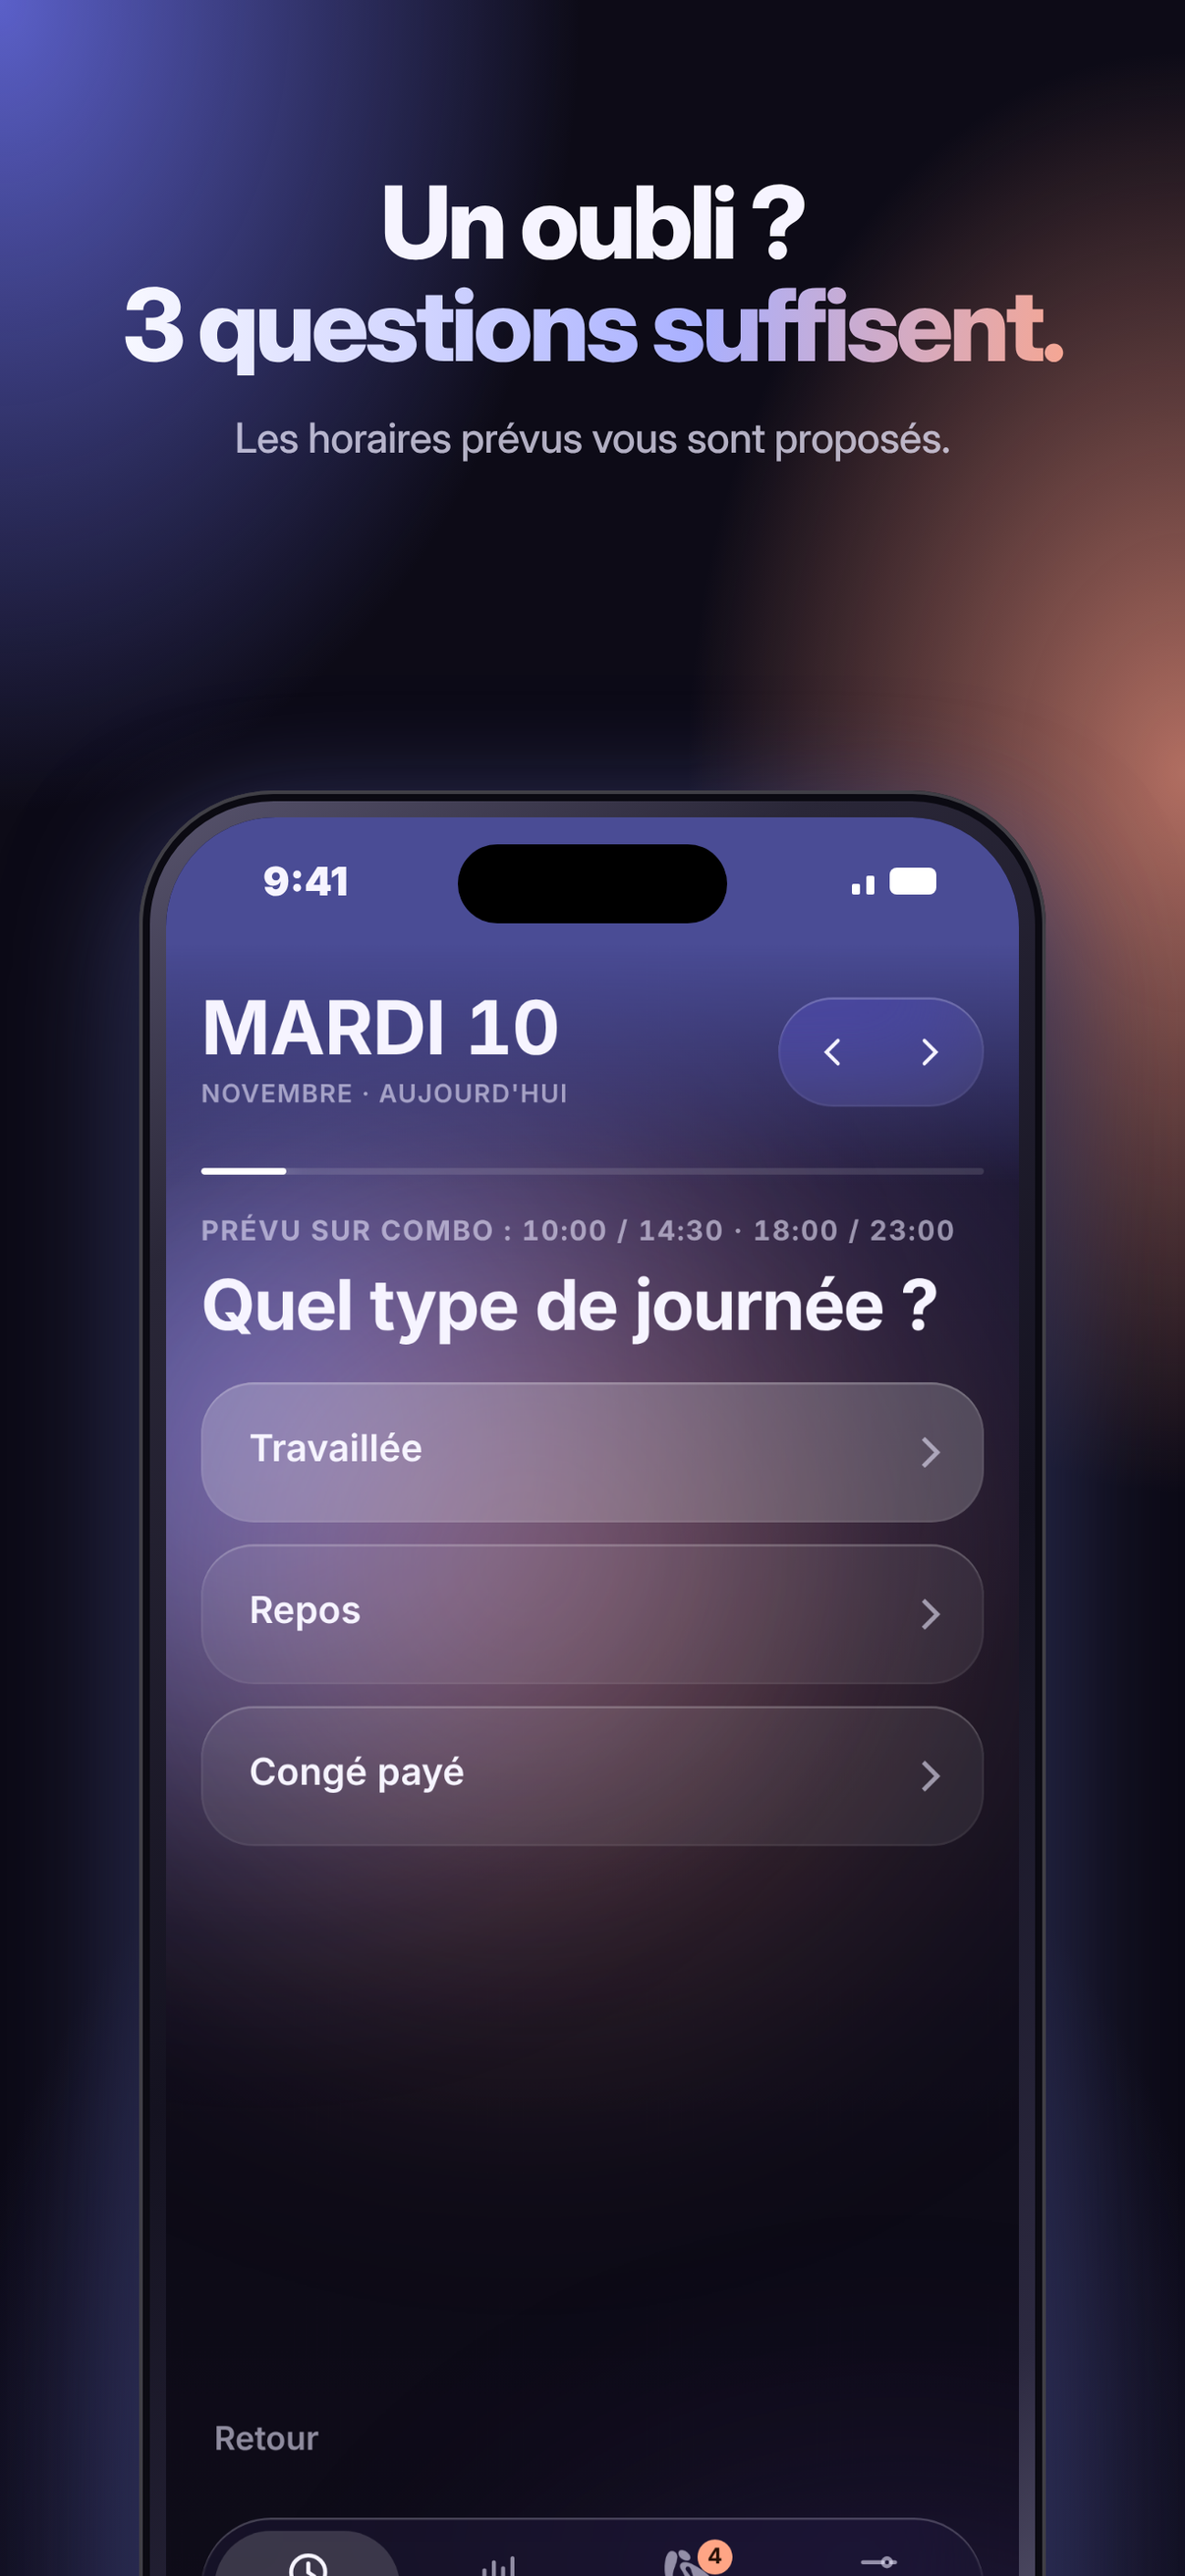 Un oubli ?
3 questions suffisent.
Les horaires prévus vous sont proposés.
9:41
MARDI 10
NOVEMBRE · AUJOURD'HUI
PRÉVU SUR COMBO : 10:00 / 14:30 · 18:00 / 23:00
Quel type de journée ?
Travaillée
Repos
Congé payé
Retour
4